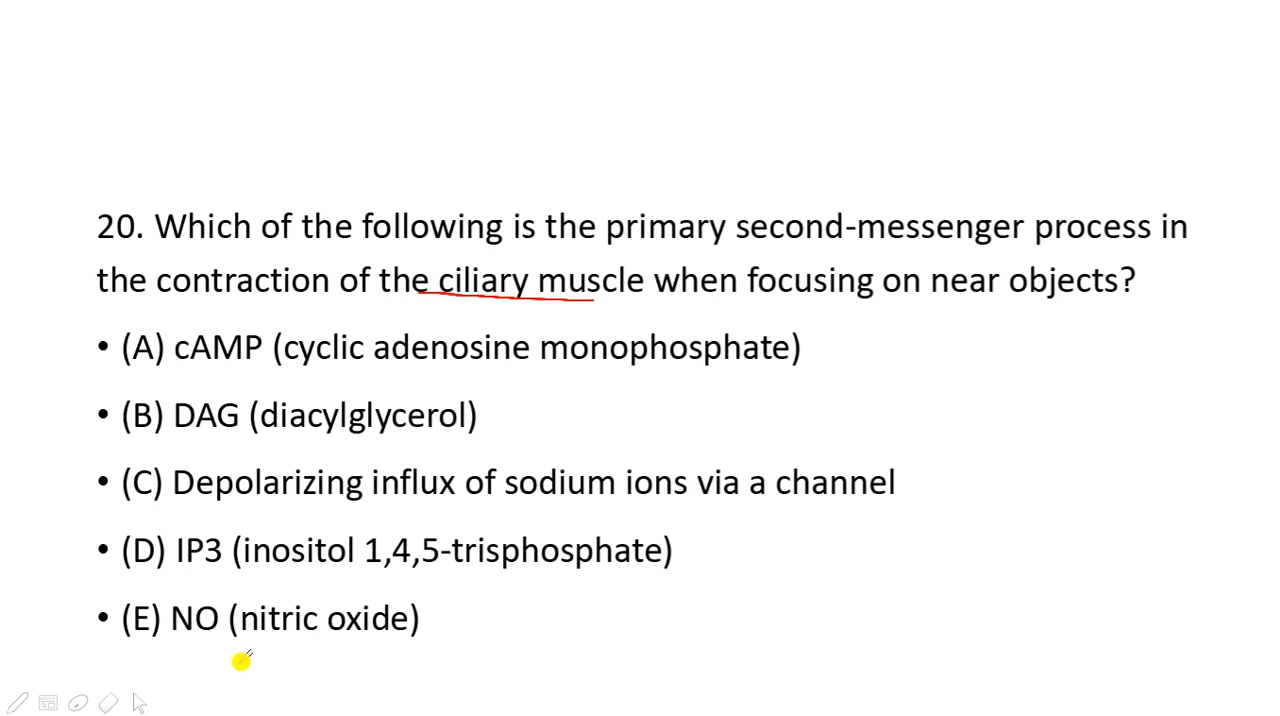 20. Which of the following is the primary second-messenger process in
the contraction of the ciliary muscle when focusing on near objects?
• (A) cAMP (cyclic adenosine monophosphate)
• (B) DAG (diacylglycerol)
• (C) Depolarizing influx of sodium ions via a channel
• (D) IP3 (inositol 1,4,5-trisphosphate)
• (E) NO (nitric oxide)